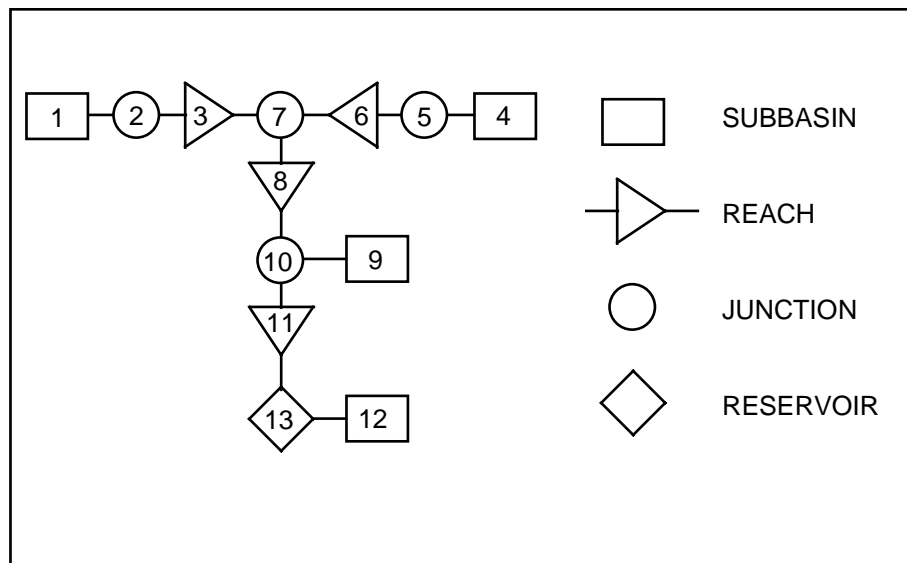 1 2 3 7 6 5 4
SUBBASIN
8
REACH
10 9
11
JUNCTION
13 12
RESERVOIR